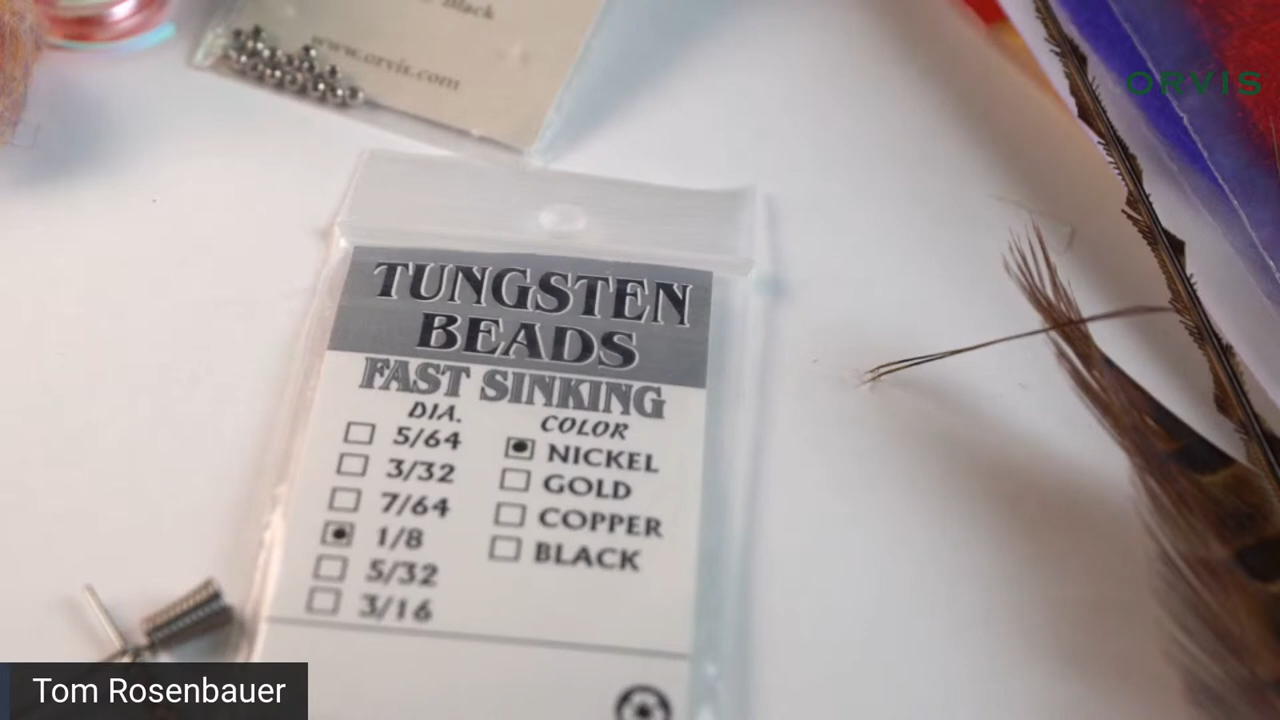 Black
www.orvis.com
ORVIS
TUNGSTEN
BEADS
FAST SINKING
DIA.
COLOR
5/64
NICKEL
3/32
GOLD
7/64
COPPER
1/8
BLACK
5/32
3/16
Tom Rosenbauer